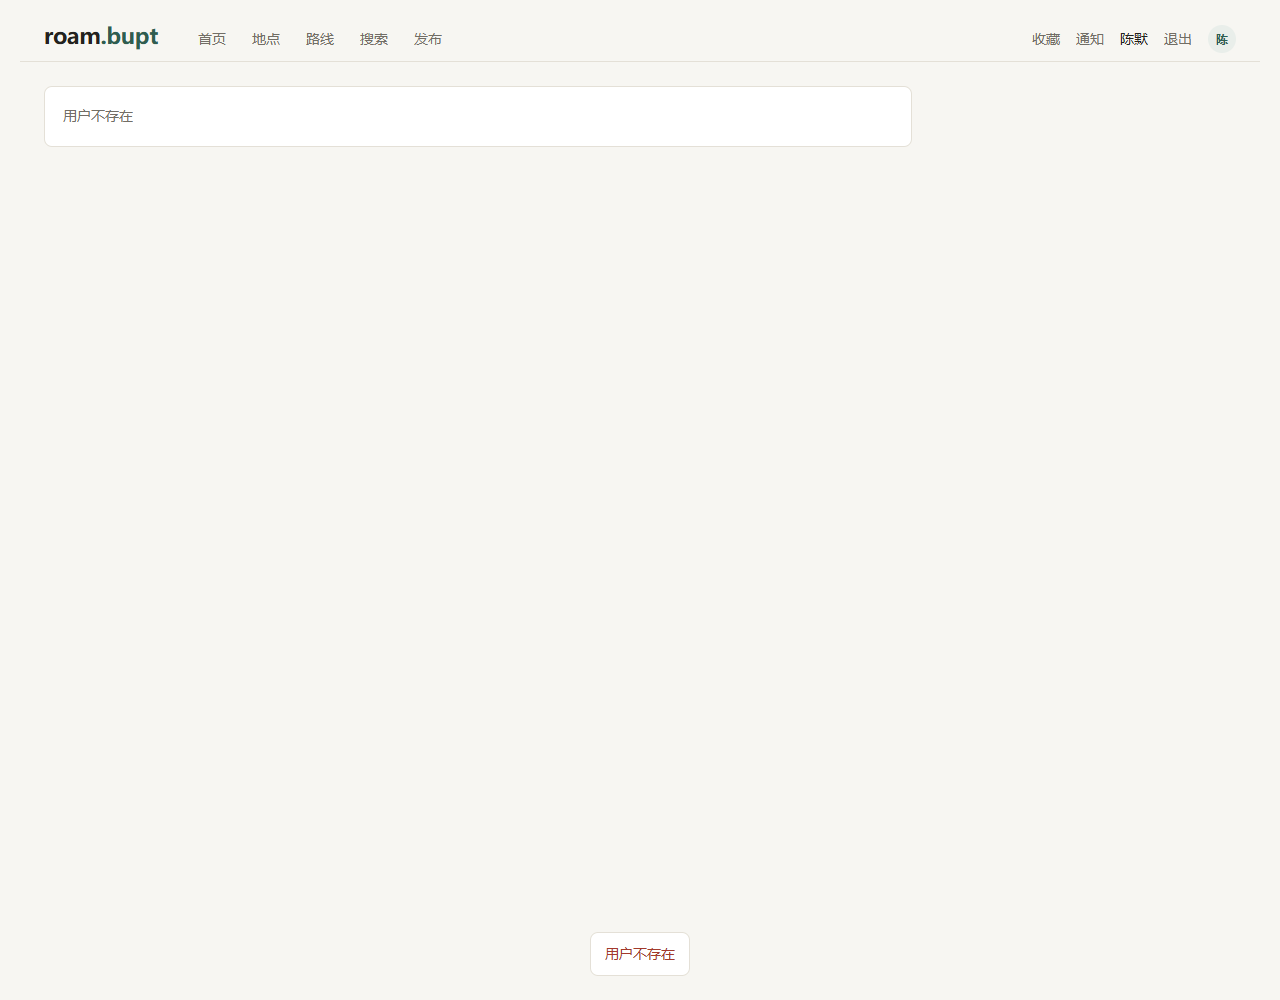 roam.bupt 首页 地点 路线 搜索 发布 收藏 通知 陈默 退出 陈
用户不存在
用户不存在